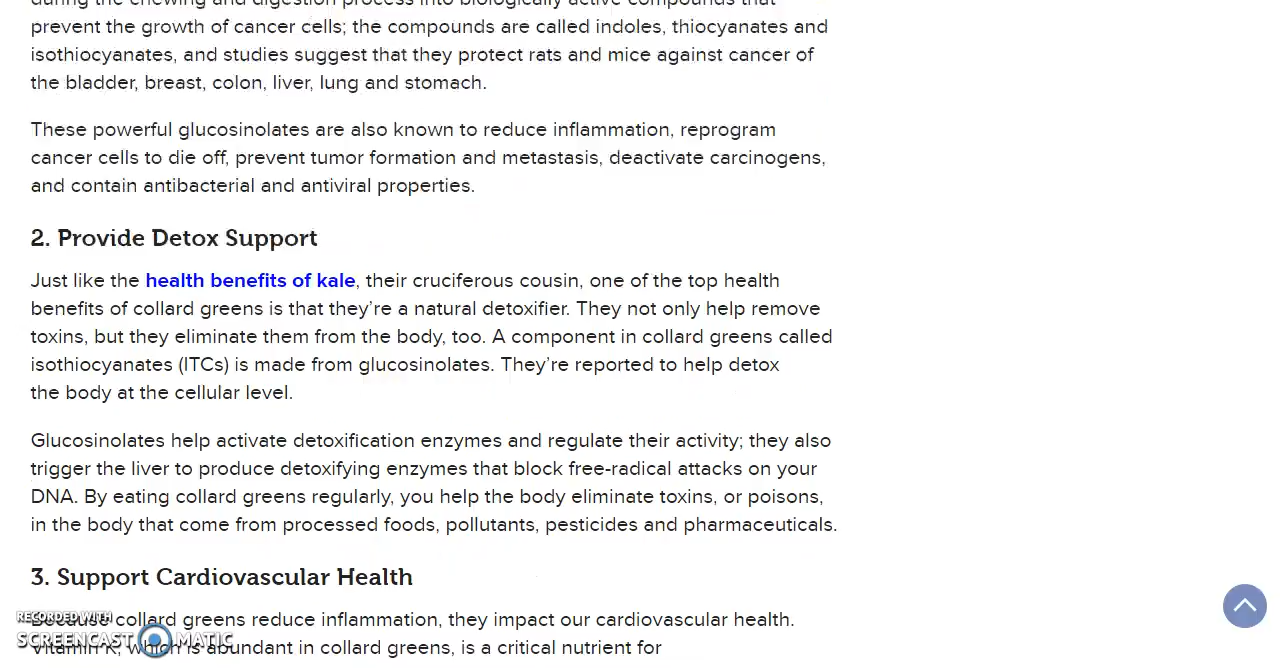 during the chewing and digestion process into biologically active compounds that
prevent the growth of cancer cells; the compounds are called indoles, thiocyanates and
isothiocyanates, and studies suggest that they protect rats and mice against cancer of
the bladder, breast, colon, liver, lung and stomach.
These powerful glucosinolates are also known to reduce inflammation, reprogram
cancer cells to die off, prevent tumor formation and metastasis, deactivate carcinogens,
and contain antibacterial and antiviral properties.
2. Provide Detox Support
Just like the health benefits of kale, their cruciferous cousin, one of the top health
benefits of collard greens is that they’re a natural detoxifier. They not only help remove
toxins, but they eliminate them from the body, too. A component in collard greens called
isothiocyanates (ITCs) is made from glucosinolates. They’re reported to help detox
the body at the cellular level.
Glucosinolates help activate detoxification enzymes and regulate their activity; they also
trigger the liver to produce detoxifying enzymes that block free-radical attacks on your
DNA. By eating collard greens regularly, you help the body eliminate toxins, or poisons,
in the body that come from processed foods, pollutants, pesticides and pharmaceuticals.
3. Support Cardiovascular Health
Because collard greens reduce inflammation, they impact our cardiovascular health.
Vitamin K, which is abundant in collard greens, is a critical nutrient for
RECORDED WITH
SCREENCAST MATIC